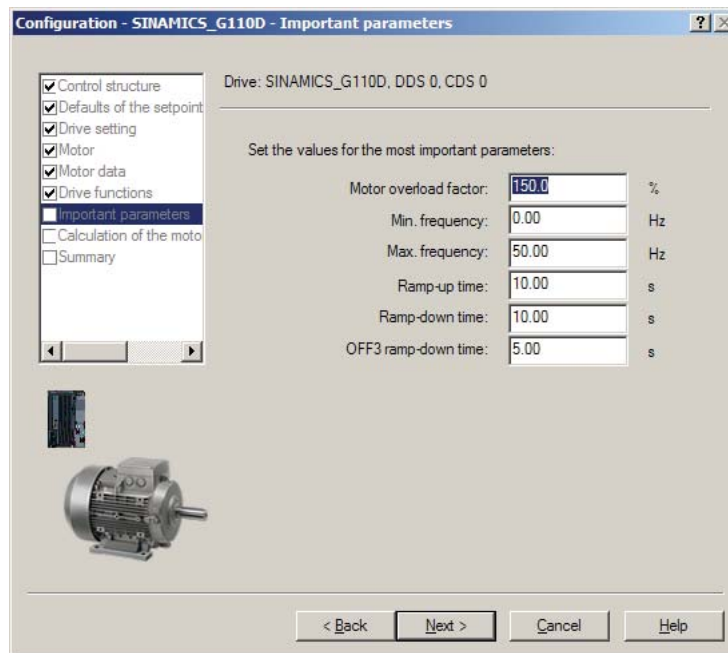 Configuration - SINAMICS_G110D - Important parameters
Control structure
Defaults of the setpoint
Drive setting
Motor
Motor data
Drive functions
Important parameters
Calculation of the moto
Summary
Drive: SINAMICS_G110D, DDS 0, CDS 0
Set the values for the most important parameters:
Motor overload factor: 150.0 %
Min. frequency: 0.00 Hz
Max. frequency: 50.00 Hz
Ramp-up time: 10.00 s
Ramp-down time: 10.00 s
OFF3 ramp-down time: 5.00 s
< Back Next > Cancel Help